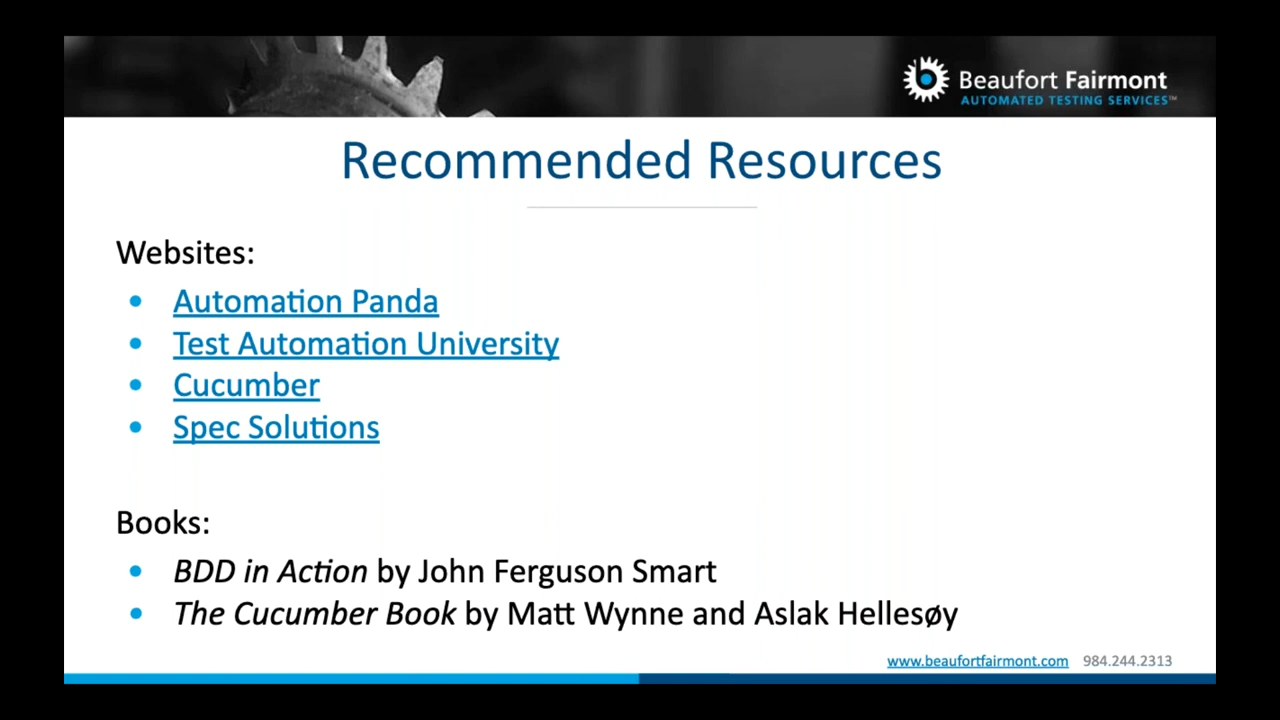 Beaufort Fairmont
AUTOMATED TESTING SERVICES™
Recommended Resources
Websites:
• Automation Panda
• Test Automation University
• Cucumber
• Spec Solutions
Books:
• BDD in Action by John Ferguson Smart
• The Cucumber Book by Matt Wynne and Aslak Hellesøy
www.beaufortfairmont.com 984.244.2313